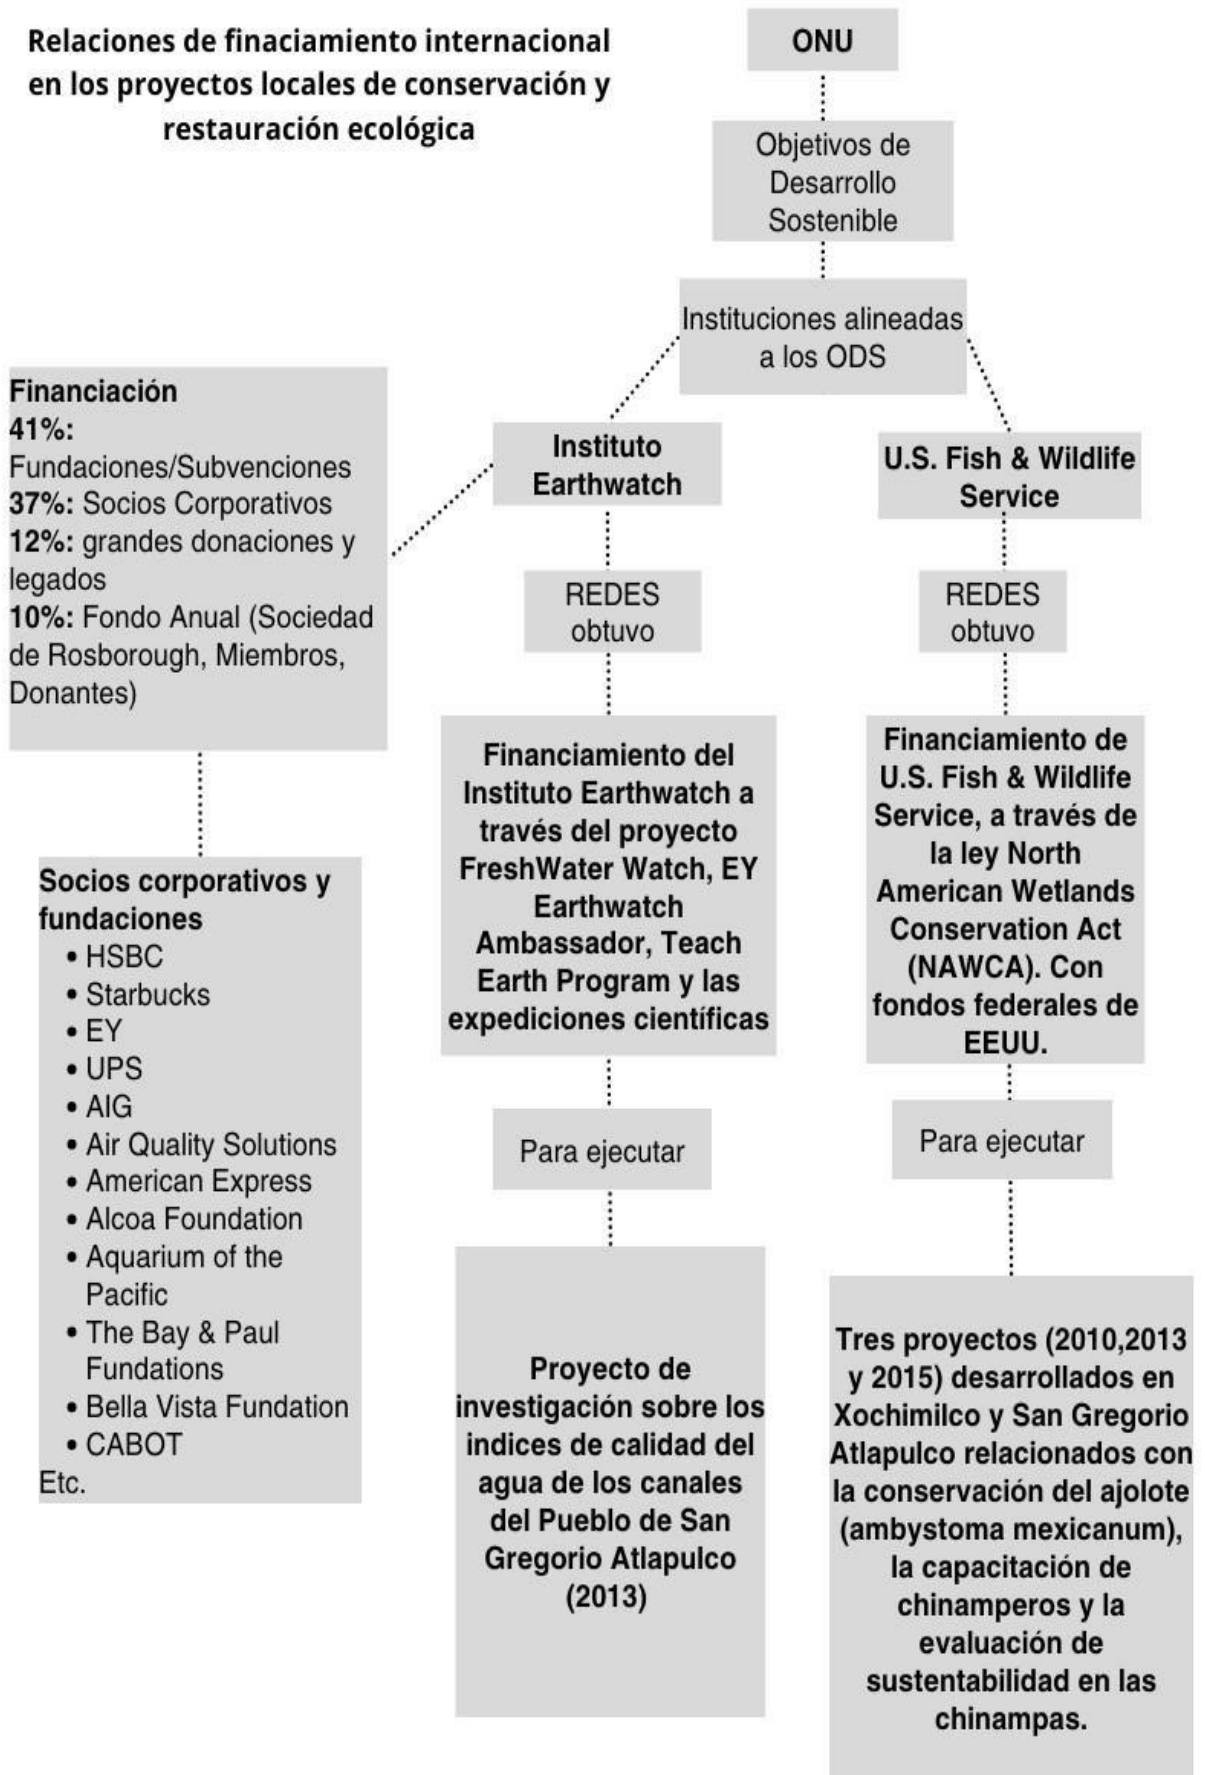 Relaciones de finaciamiento internacional
en los proyectos locales de conservación y
restauración ecológica
ONU
Objetivos de
Desarrollo
Sostenible
Instituciones alineadas
a los ODS
Financiación
41%:
Fundaciones/Subvenciones
37%: Socios Corporativos
12%: grandes donaciones y
legados
10%: Fondo Anual (Sociedad
de Rosborough, Miembros,
Donantes)
Socios corporativos y
fundaciones
• HSBC
• Starbucks
• EY
• UPS
• AIG
• Air Quality Solutions
• American Express
• Alcoa Foundation
• Aquarium of the
Pacific
• The Bay & Paul
Fundations
• Bella Vista Fundation
• CABOT
Etc.
Instituto
Earthwatch
REDES
obtuvo
Financiamiento del
Instituto Earthwatch a
través del proyecto
FreshWater Watch, EY
Earthwatch
Ambassador, Teach
Earth Program y las
expediciones científicas
Para ejecutar
Proyecto de
investigación sobre los
indices de calidad del
agua de los canales
del Pueblo de San
Gregorio Atlapulco
(2013)
U.S. Fish & Wildlife
Service
REDES
obtuvo
Financiamiento de
U.S. Fish & Wildlife
Service, a través de
la ley North
American Wetlands
Conservation Act
(NAWCA). Con
fondos federales de
EEUU.
Para ejecutar
Tres proyectos (2010,2013
y 2015) desarrollados en
Xochimilco y San Gregorio
Atlapulco relacionados con
la conservación del ajolote
(ambystoma mexicanum),
la capacitación de
chinamperos y la
evaluación de
sustentabilidad en las
chinampas.